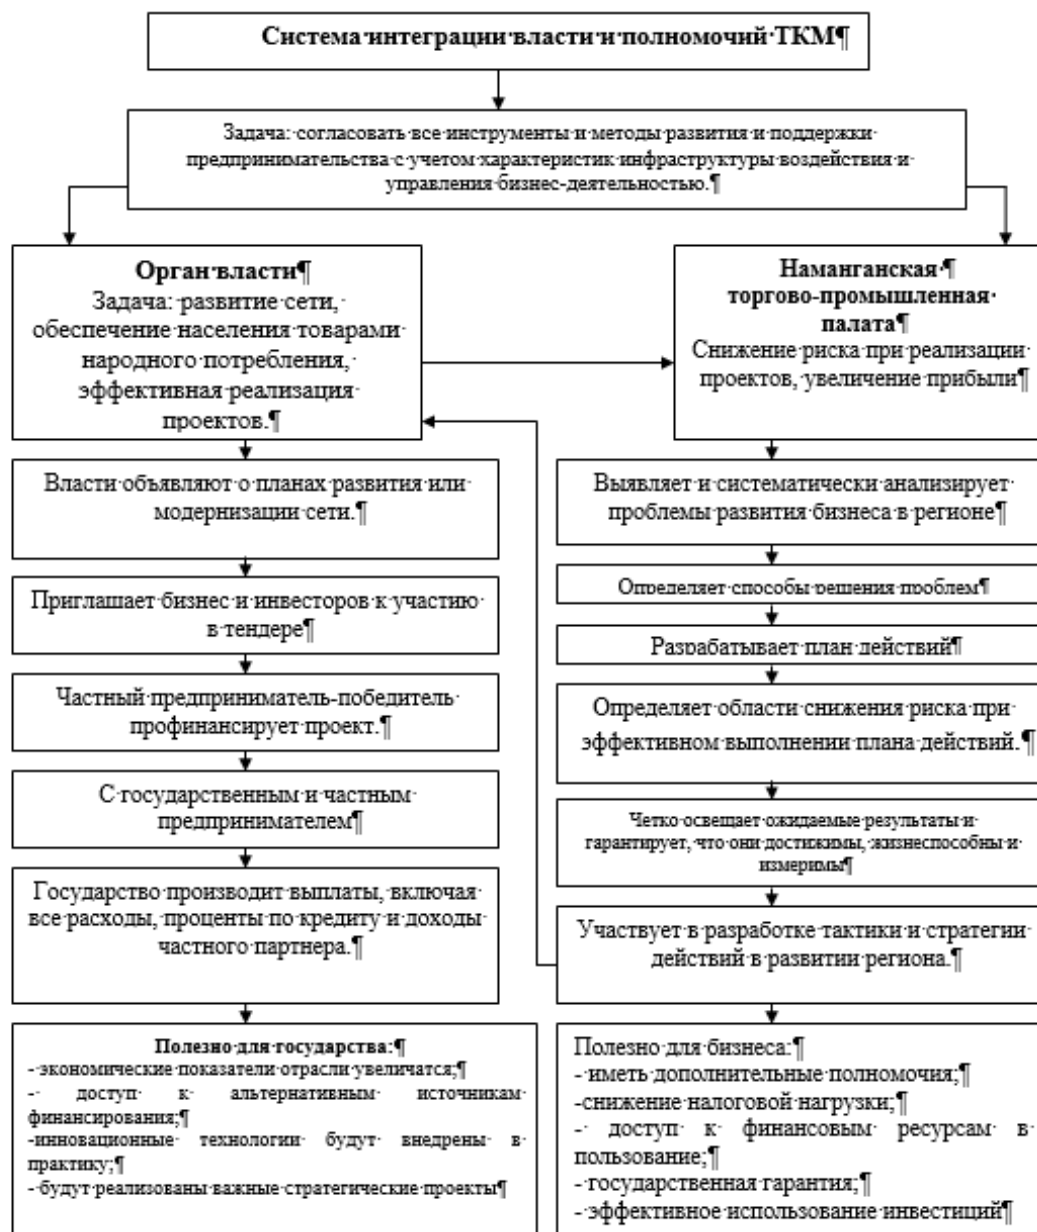 Система интеграции власти и полномочий ТКМ¶
Задача: согласовать все инструменты и методы развития и поддержки
предпринимательства с учетом характеристик инфраструктуры воздействия и
управления бизнес-деятельностью.¶
Орган власти¶
Задача: развитие сети,
обеспечение населения товарами
народного потребления,
эффективная реализация
проектов.¶
Наманганская ¶
торгово-промышленная
палата¶
Снижение риска при реализации
проектов, увеличение прибыли¶
Власти объявляют о планах развития или
модернизации сети.¶
Приглашает бизнес и инвесторов к участию
в тендере¶
Частный предприниматель-победитель
профинансирует проект.¶
С государственным и частным
предпринимателем¶
Государство производит выплаты, включая
все расходы, проценты по кредиту и доходы
частного партнера.¶
Полезно для государства:¶
- экономические показатели отрасли увеличатся;¶
- доступ к альтернативным источникам
финансирования;¶
-инновационные технологии будут внедрены в
практику;¶
- будут реализованы важные стратегические проекты¶
Выявляет и систематически анализирует
проблемы развития бизнеса в регионе¶
Определяет способы решения проблем¶
Разрабатывает план действий¶
Определяет области снижения риска при
эффективном выполнении плана действий.¶
Четко освещает ожидаемые результаты и
гарантирует, что они достижимы, жизнеспособны и
измеримы¶
Участвует в разработке тактики и стратегии
действий в развитии региона.¶
Полезно для бизнеса:¶
- иметь дополнительные полномочия;¶
-снижение налоговой нагрузки;¶
- доступ к финансовым ресурсам в
пользование;¶
- государственная гарантия;¶
- эффективное использование инвестиций¶